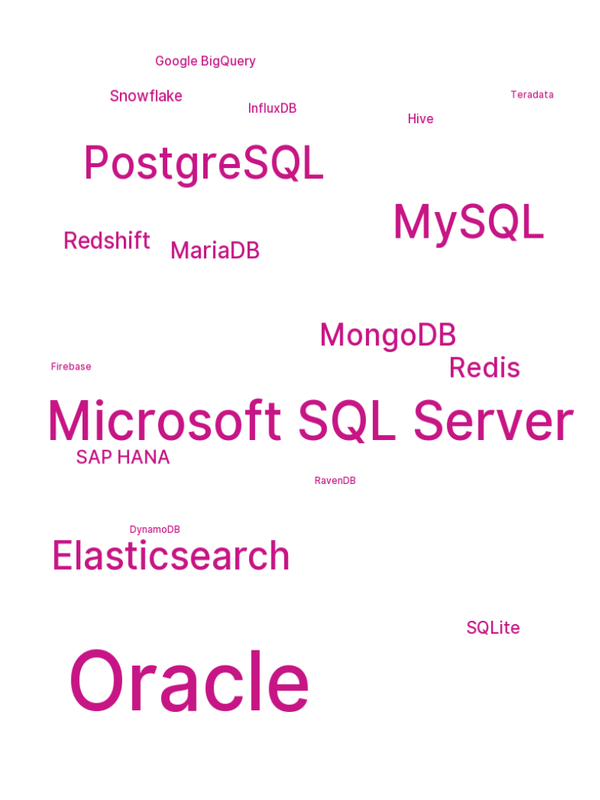 Google BigQuery
Snowflake
Teradata
InfluxDB
Hive
PostgreSQL
MySQL
Redshift
MariaDB
MongoDB
Firebase
Redis
Microsoft SQL Server
SAP HANA
RavenDB
DynamoDB
Elasticsearch
SQLite
Oracle